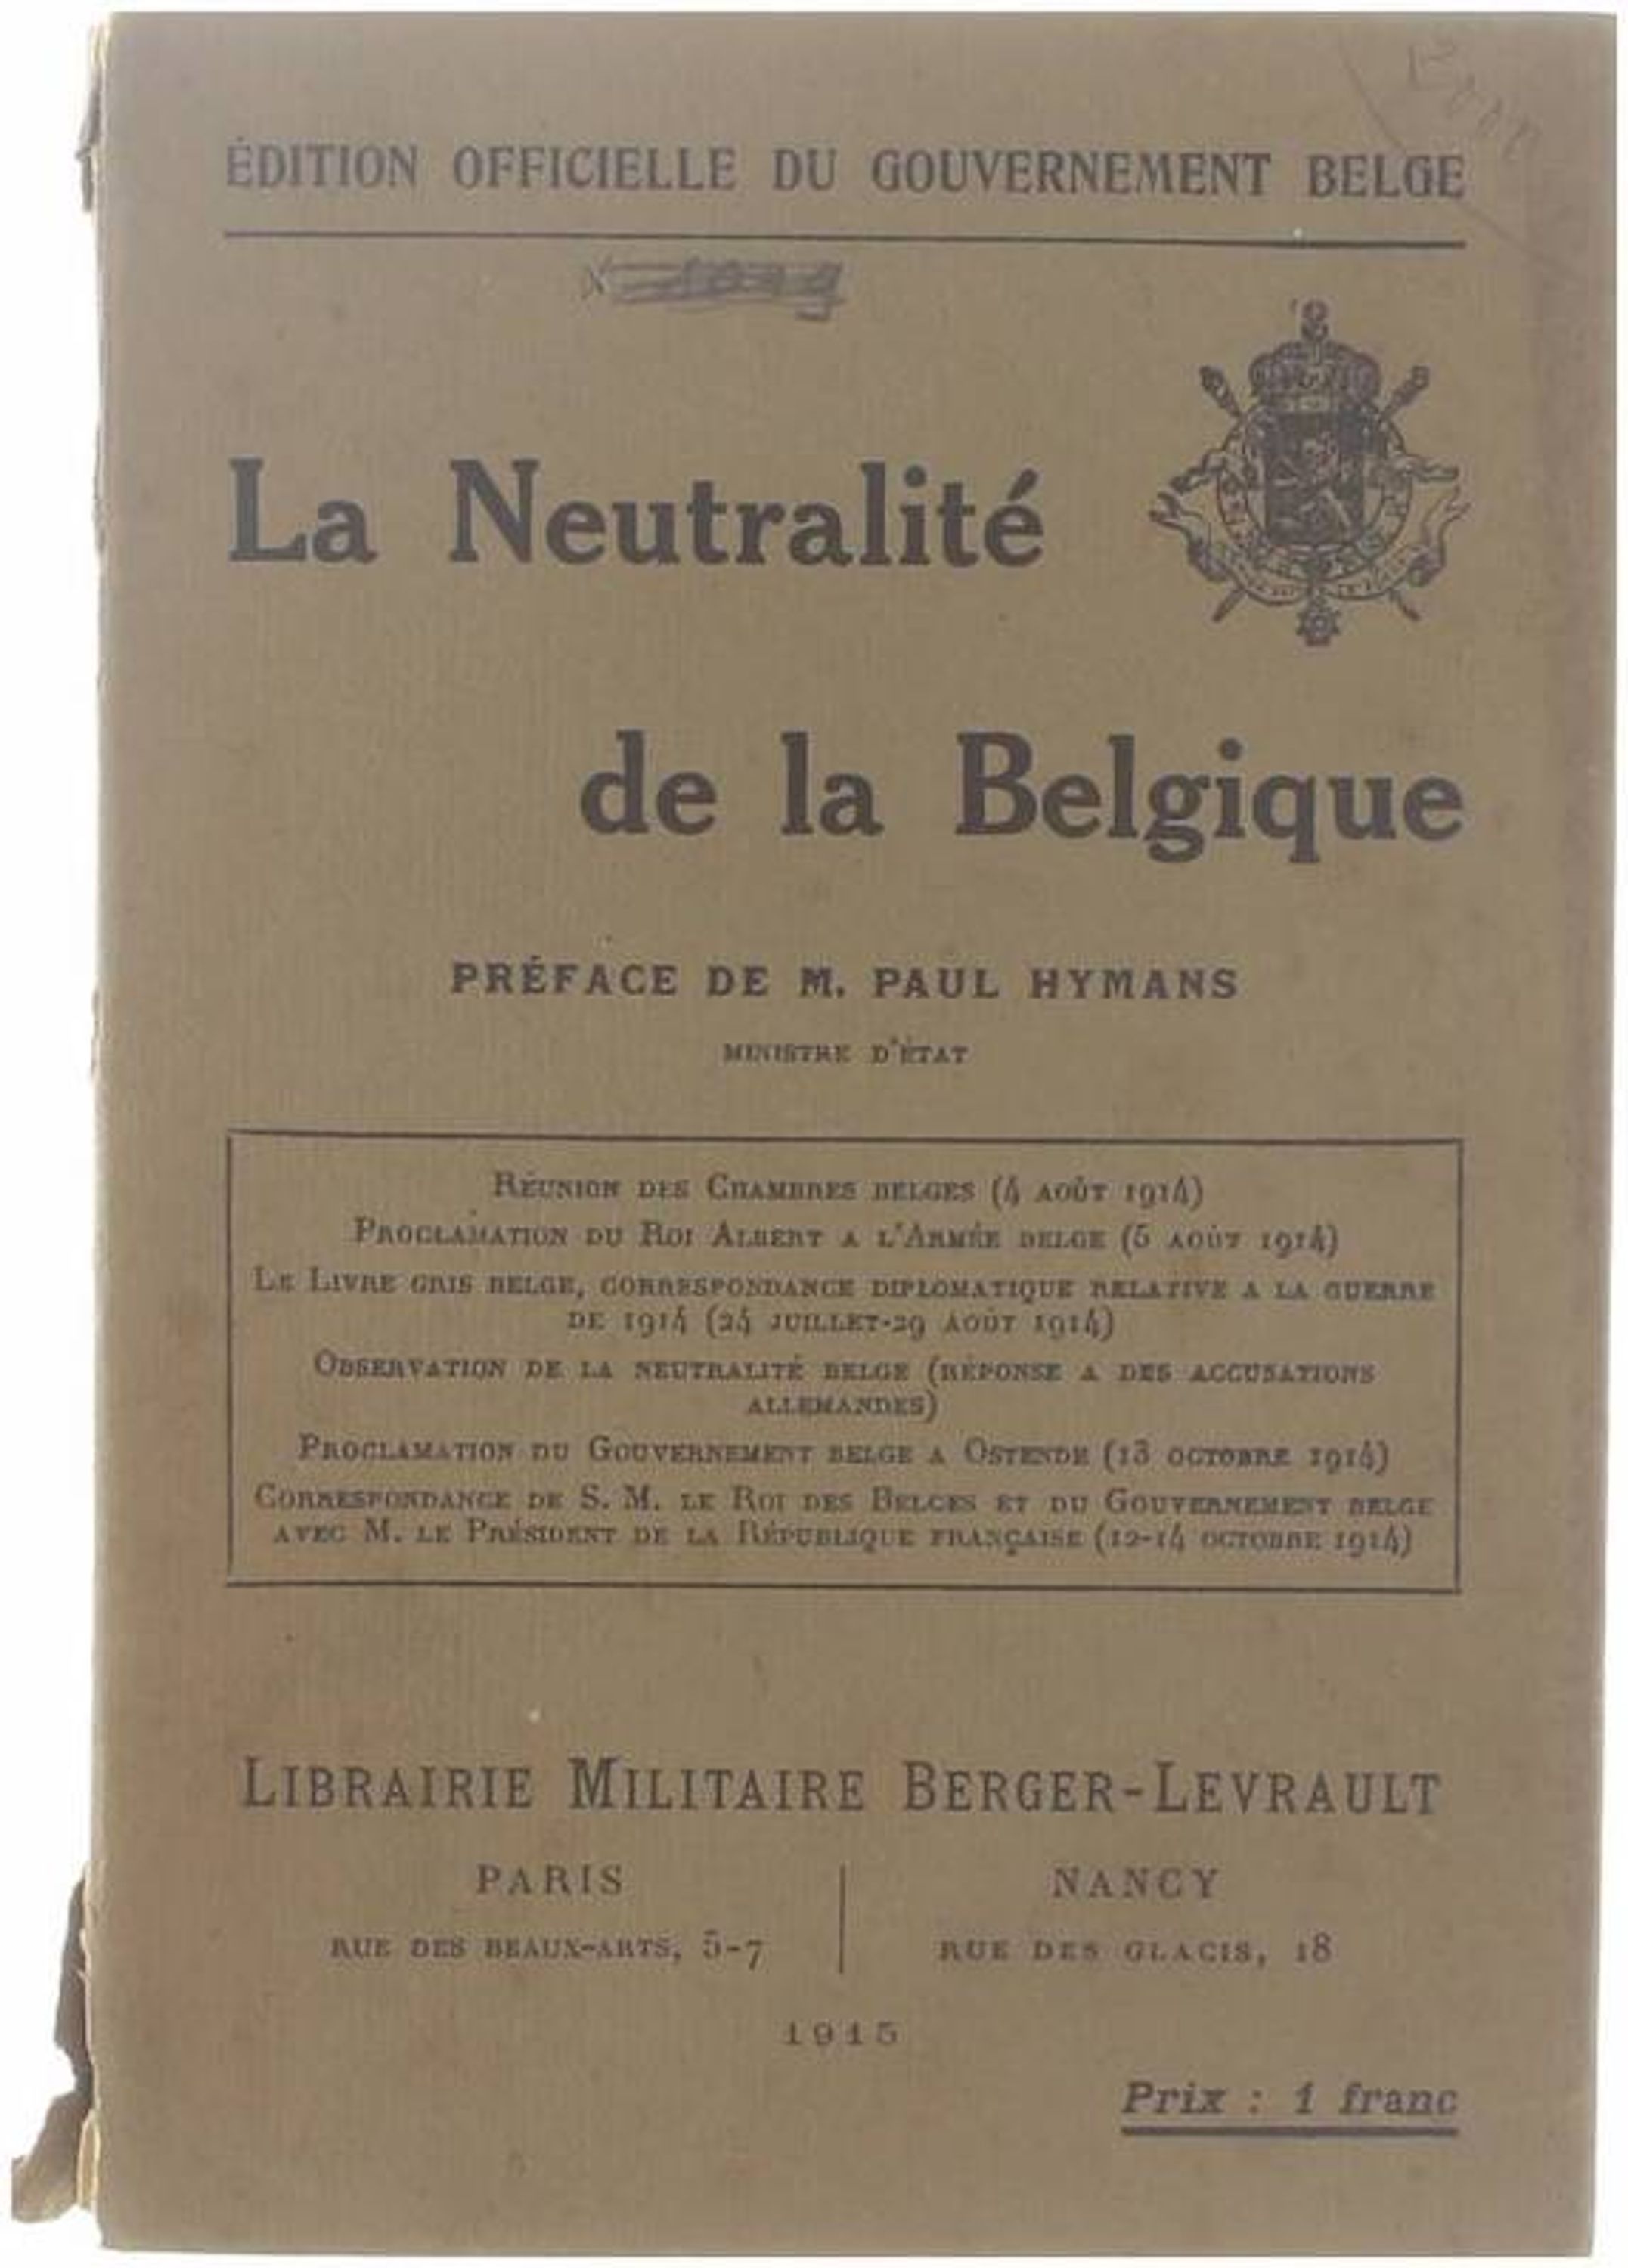 ÉDITION OFFICIELLE DU GOUVERNEMENT BELGE
La Neutralité
de la Belgique
PRÉFACE DE M. PAUL HYMANS
MINISTRE D'ÉTAT
RÉUNION DES CHAMBRES BELGES (4 AOÛT 1914)
PROCLAMATION DU ROI ALBERT A L'ARMÉE BELGE (5 AOÛT 1914)
LE LIVRE GRIS BELGE, CORRESPONDANCE DIPLOMATIQUE RELATIVE A LA GUERRE
DE 1914 (24 JUILLET-29 AOÛT 1914)
OBSERVATION DE LA NEUTRALITÉ BELGE (RÉPONSE A DES ACCUSATIONS
ALLEMANDES)
PROCLAMATION DU GOUVERNEMENT BELGE A OSTENDE (13 OCTOBRE 1914)
CORRESPONDANCE DE S. M. LE ROI DES BELGES ET DU GOUVERNEMENT BELGE
AVEC M. LE PRÉSIDENT DE LA RÉPUBLIQUE FRANÇAISE (12-14 OCTOBRE 1914)
LIBRAIRIE MILITAIRE BERGER-LEVRAULT
PARIS
RUE DES BEAUX-ARTS, 5-7
NANCY
RUE DES GLACIS, 18
1915
Prix : 1 franc